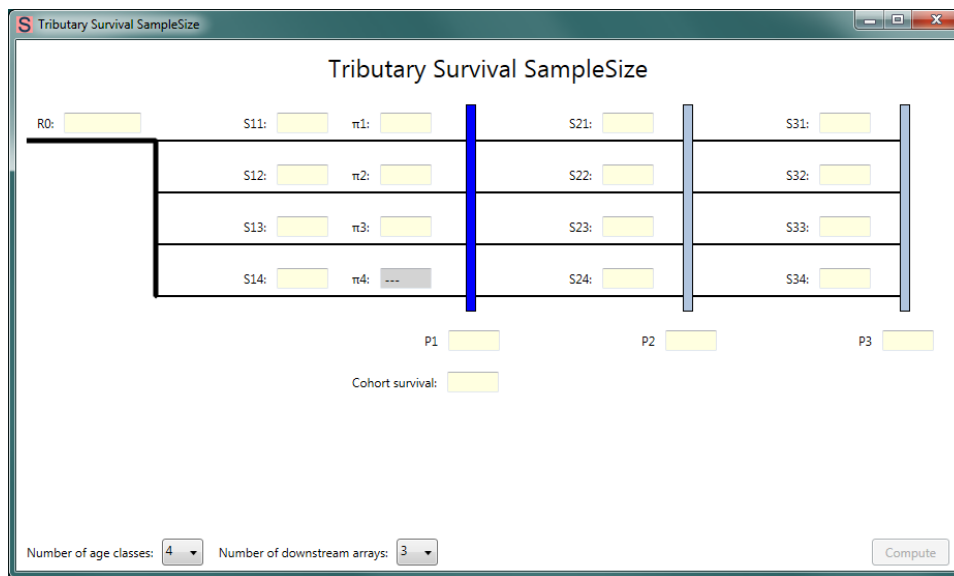 S Tributary Survival SampleSize
Tributary Survival SampleSize
R0: S11: π1: S21: S31:
S12: π2: S22: S32:
S13: π3: S23: S33:
S14: π4: --- S24: S34:
P1 P2 P3
Cohort survival:
Number of age classes: 4 Number of downstream arrays: 3 Compute